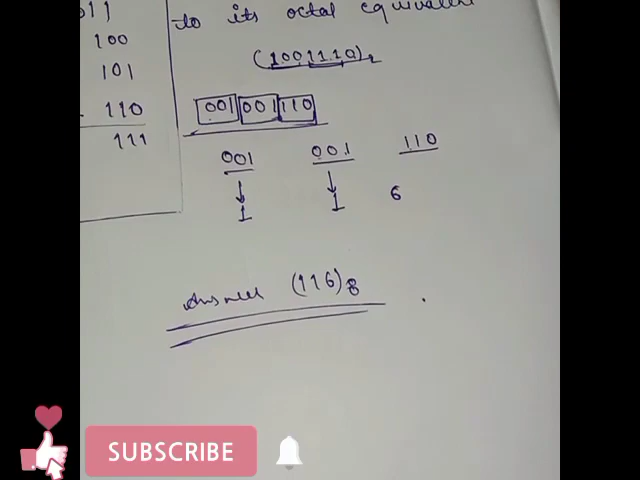 011
100
101
110
111
to its octal equivalent
(1001110)2
001 001 110
001 001 110
1 1 6
Answer (116)8
SUBSCRIBE